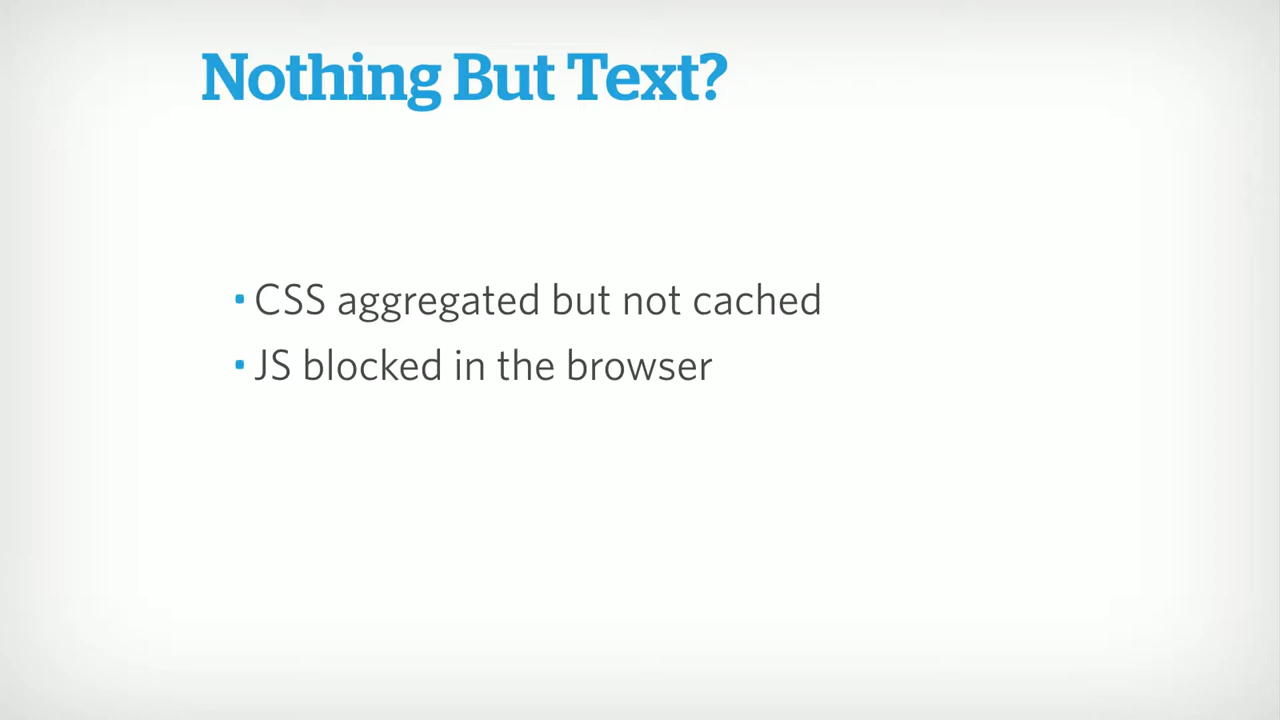 Nothing But Text?
• CSS aggregated but not cached
• JS blocked in the browser